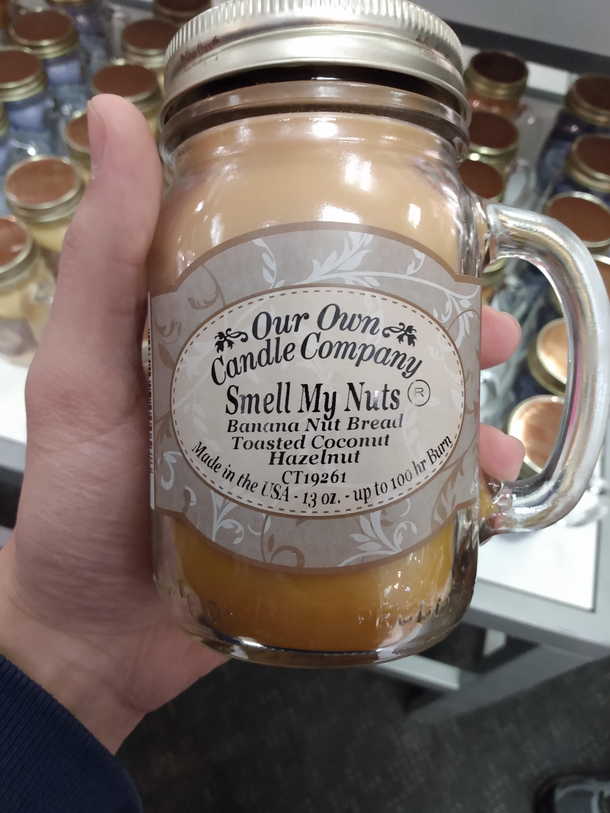 Our Own
Candle Company
Smell My Nuts ®
Banana Nut Bread
Toasted Coconut
Hazelnut
CT19261
Made in the USA - 13 oz. - up to 100 hr Burn